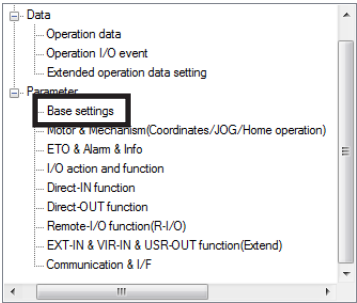 Data
Operation data
Operation I/O event
Extended operation data setting
Parameter
Base settings
Motor & Mechanism(Coordinates/JOG/Home operation)
ETO & Alarm & Info
I/O action and function
Direct-IN function
Direct-OUT function
Remote-I/O function(R-I/O)
EXT-IN & VIR-IN & USR-OUT function(Extend)
Communication & I/F